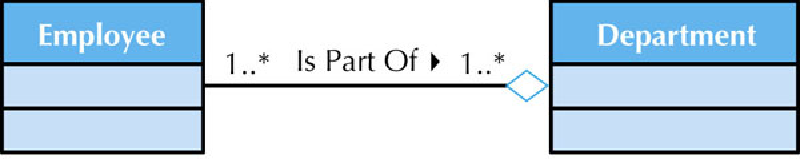 Employee
1..* Is Part Of 1..*
Department